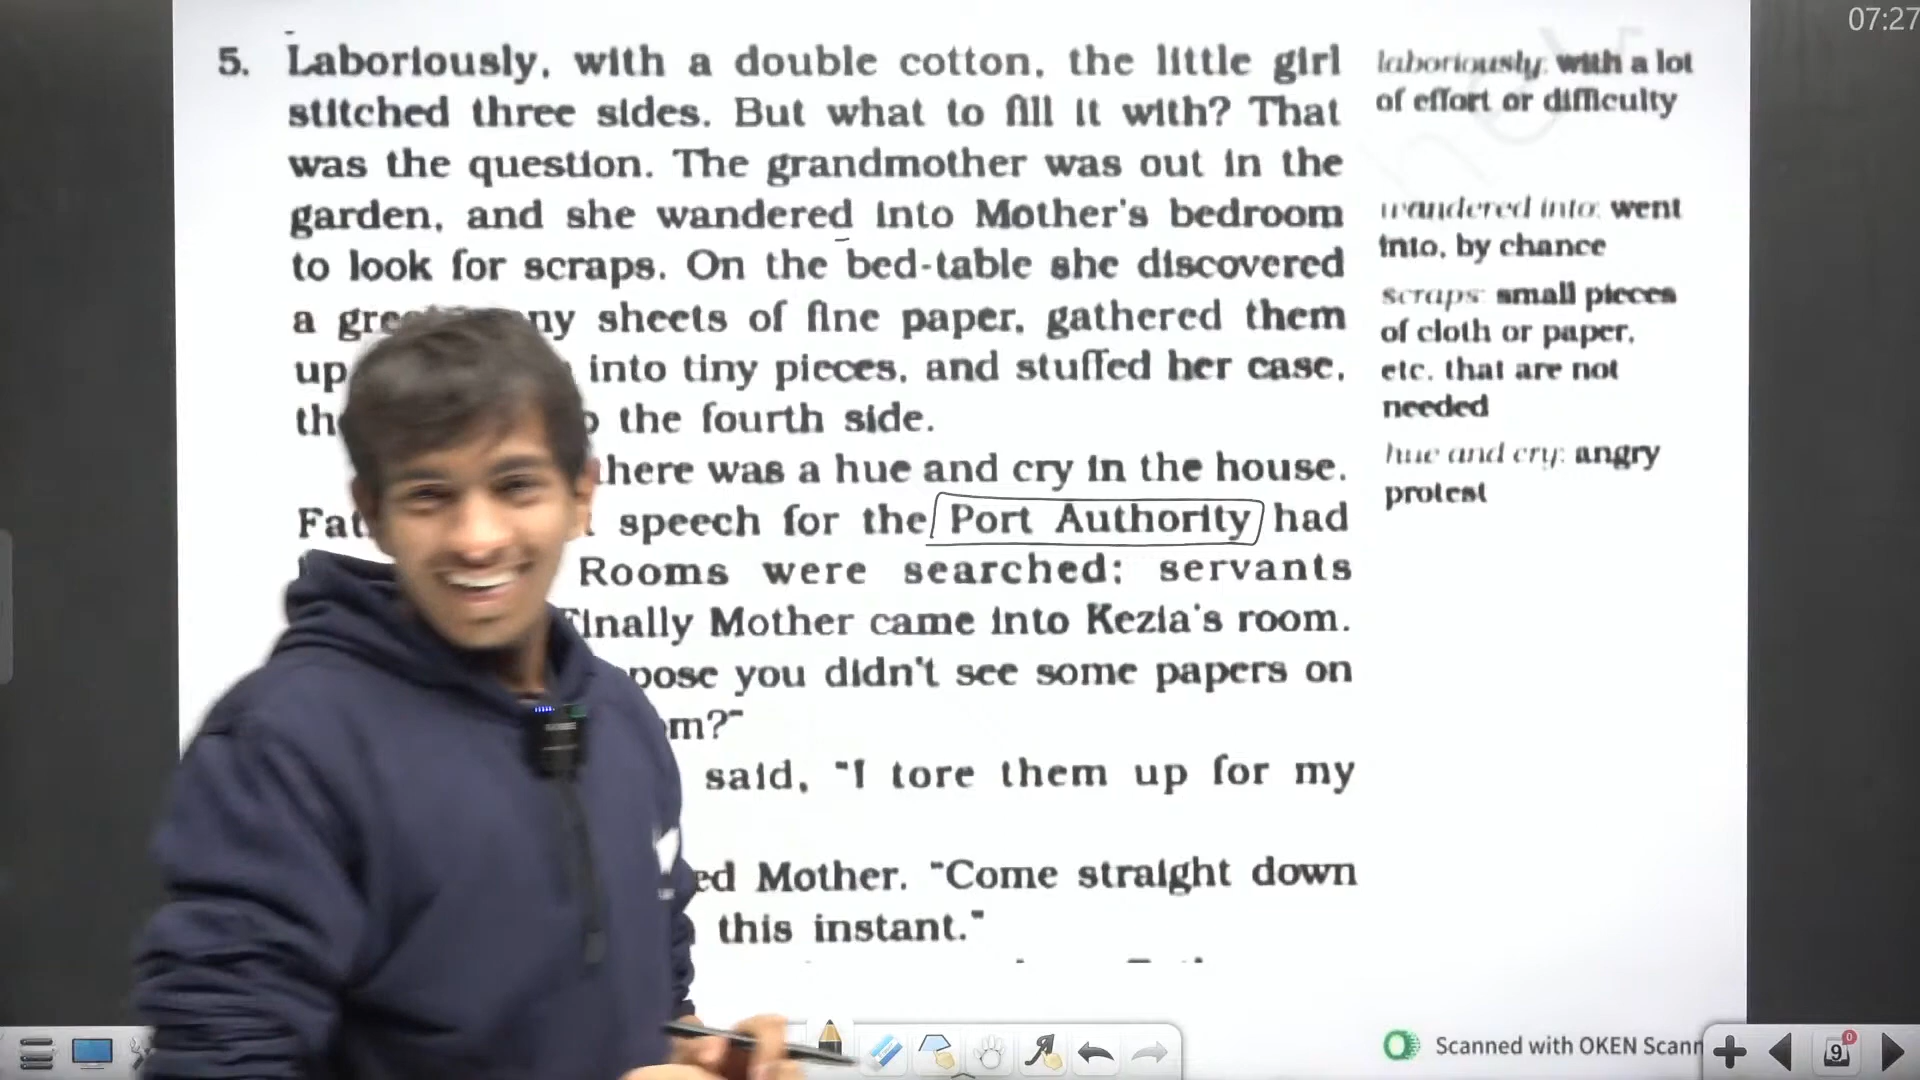 07:27
5. Laboriously, with a double cotton, the little girl
stitched three sides. But what to fill it with? That
was the question. The grandmother was out in the
garden, and she wandered into Mother's bedroom
to look for scraps. On the bed-table she discovered
a ny sheets of fine paper, gathered them
up into tiny pieces, and stuffed her case,
the fourth side.
there was a hue and cry in the house.
speech for the Port Authority had
Rooms were searched; servants
Finally Mother came into Kezia's room.
pose you didn't see some papers on
m?"
said, "I tore them up for my
ed Mother. "Come straight down
this instant."
laboriously: with a lot
of effort or difficulty
wandered into: went
into, by chance
scraps: small pieces
of cloth or paper,
etc. that are not
needed
hue and cry: angry
protest
Scanned with OKEN Scann
9
0